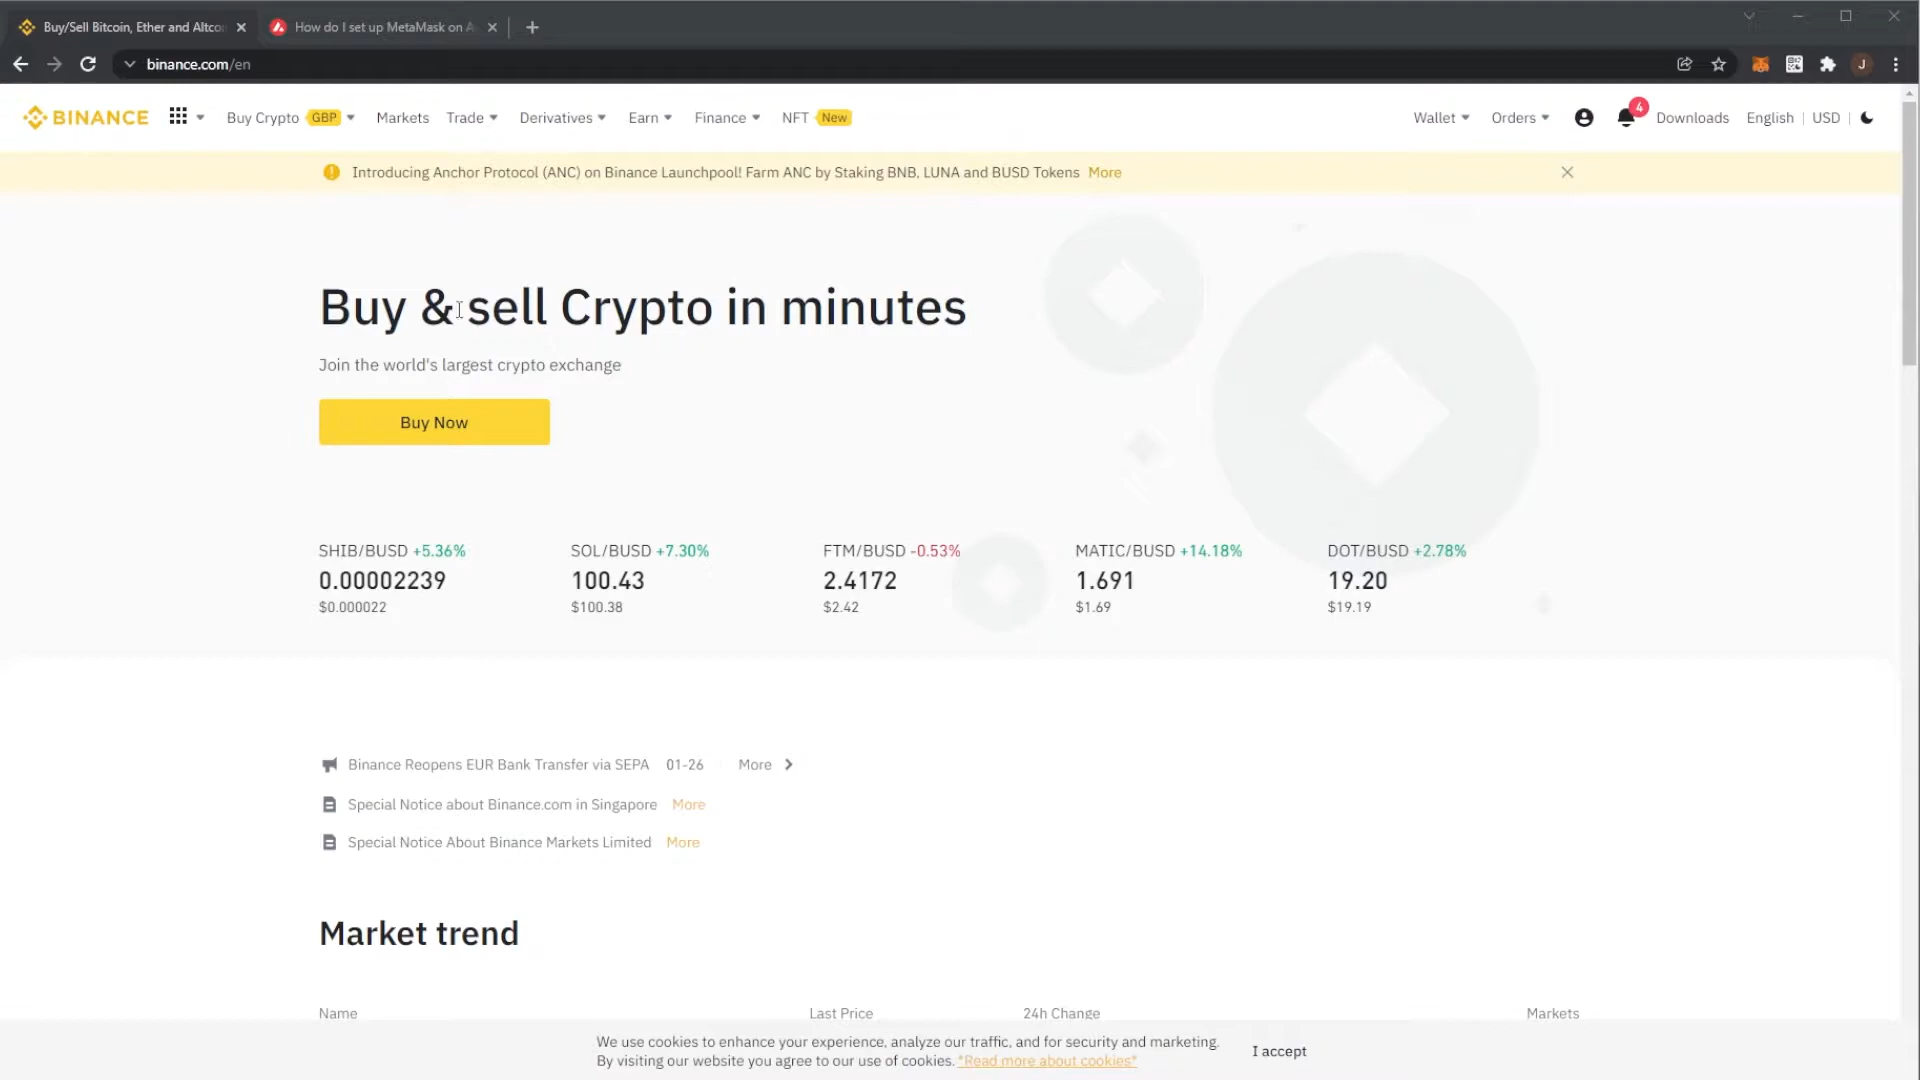 Buy/Sell Bitcoin, Ether and Altco
How do I set up MetaMask on A
binance.com/en
J
BINANCE
Buy Crypto GBP
Markets
Trade
Derivatives
Earn
Finance
NFT New
Wallet
Orders
4
Downloads
English | USD
Introducing Anchor Protocol (ANC) on Binance Launchpool! Farm ANC by Staking BNB, LUNA and BUSD Tokens More
Buy & sell Crypto in minutes
Join the world's largest crypto exchange
Buy Now
SHIB/BUSD +5.36%
0.00002239
$0.000022
SOL/BUSD +7.30%
100.43
$100.38
FTM/BUSD -0.53%
2.4172
$2.42
MATIC/BUSD +14.18%
1.691
$1.69
DOT/BUSD +2.78%
19.20
$19.19
Binance Reopens EUR Bank Transfer via SEPA 01-26 More
Special Notice about Binance.com in Singapore More
Special Notice About Binance Markets Limited More
Market trend
Name Last Price 24h Change Markets
We use cookies to enhance your experience, analyze our traffic, and for security and marketing.
By visiting our website you agree to our use of cookies. *Read more about cookies*
I accept